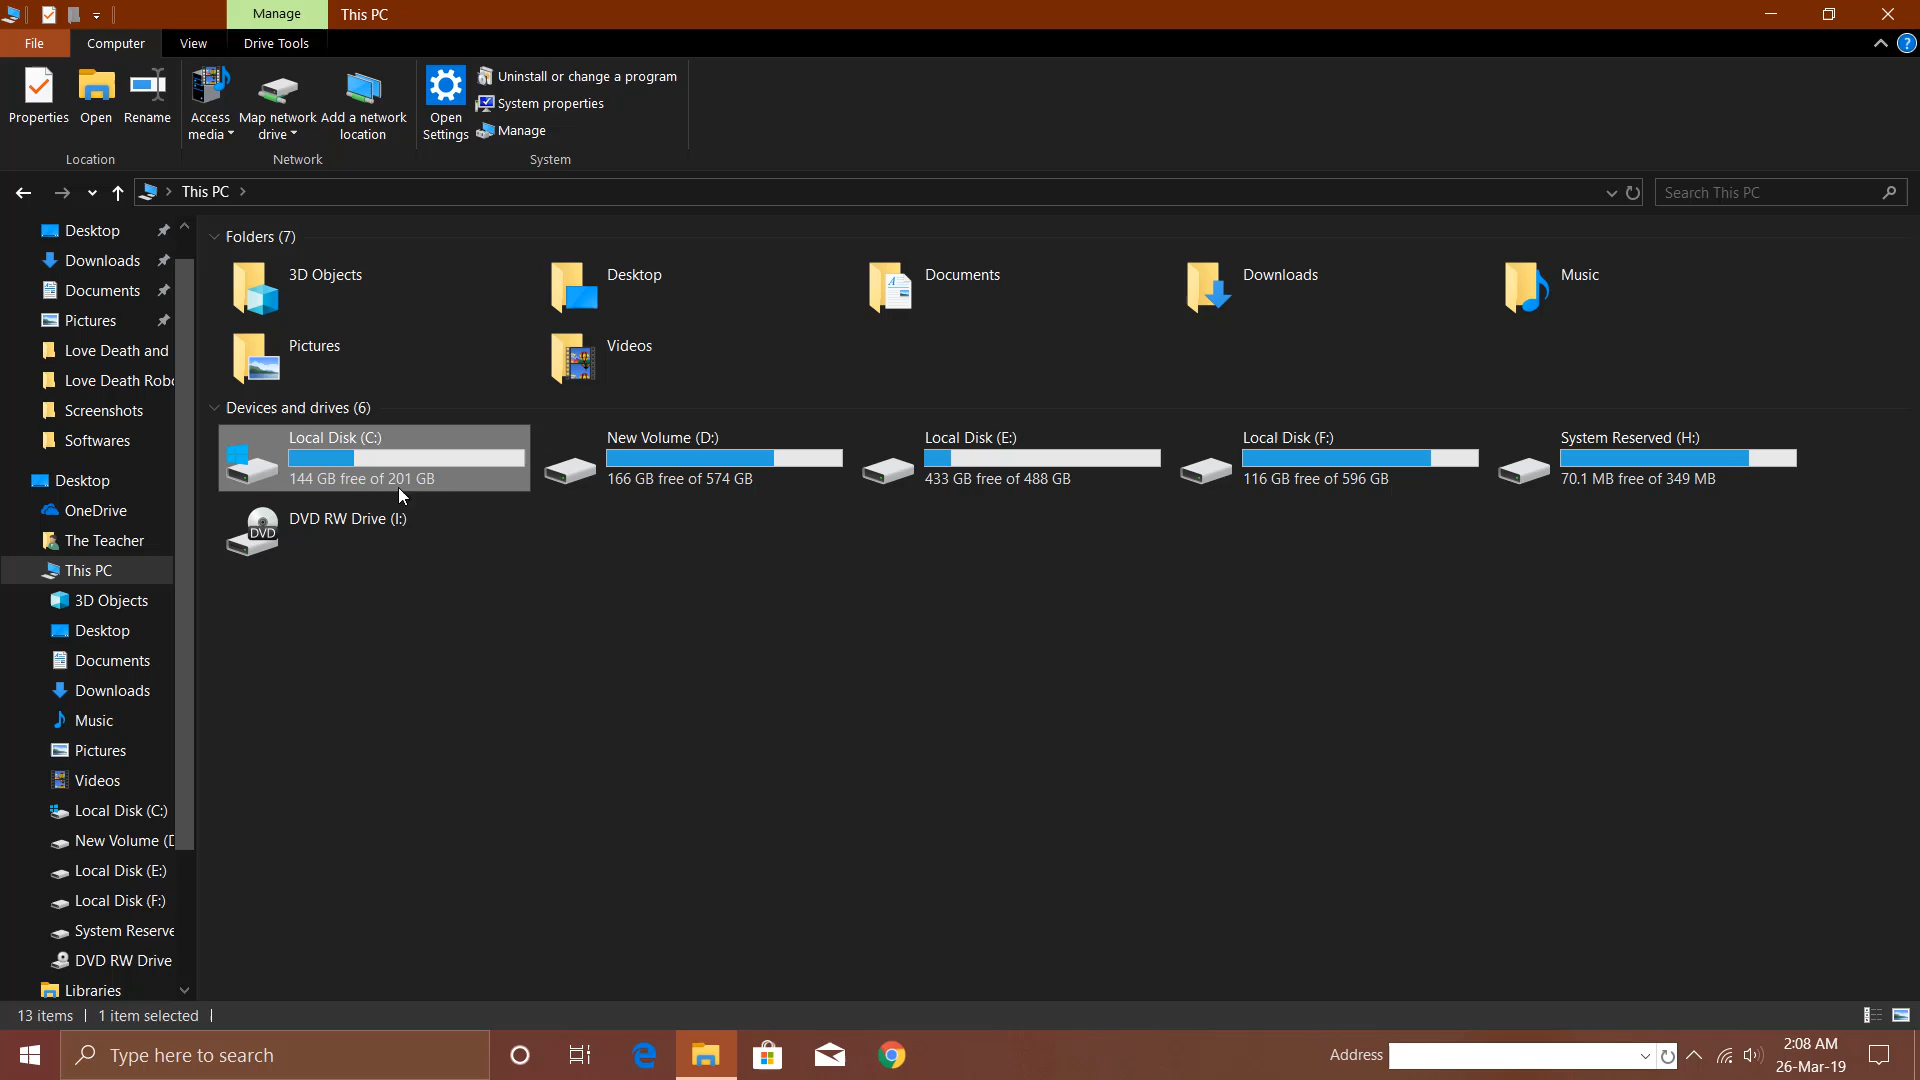 Manage
This PC
File
Computer
View
Drive Tools
Properties
Open
Rename
Access media
Map network drive
Add a network location
Open Settings
Uninstall or change a program
System properties
Manage
Location
Network
System
This PC
Search This PC
Desktop
Downloads
Documents
Pictures
Love Death and
Love Death Robo
Screenshots
Softwares
Desktop
OneDrive
The Teacher
This PC
3D Objects
Desktop
Documents
Downloads
Music
Pictures
Videos
Local Disk (C:)
New Volume (D
Local Disk (E:)
Local Disk (F:)
System Reserve
DVD RW Drive
Libraries
Folders (7)
3D Objects
Desktop
Documents
Downloads
Music
Pictures
Videos
Devices and drives (6)
Local Disk (C:)
144 GB free of 201 GB
New Volume (D:)
166 GB free of 574 GB
Local Disk (E:)
433 GB free of 488 GB
Local Disk (F:)
116 GB free of 596 GB
System Reserved (H:)
70.1 MB free of 349 MB
DVD
DVD RW Drive (I:)
13 items
1 item selected
Type here to search
Address
2:08 AM
26-Mar-19